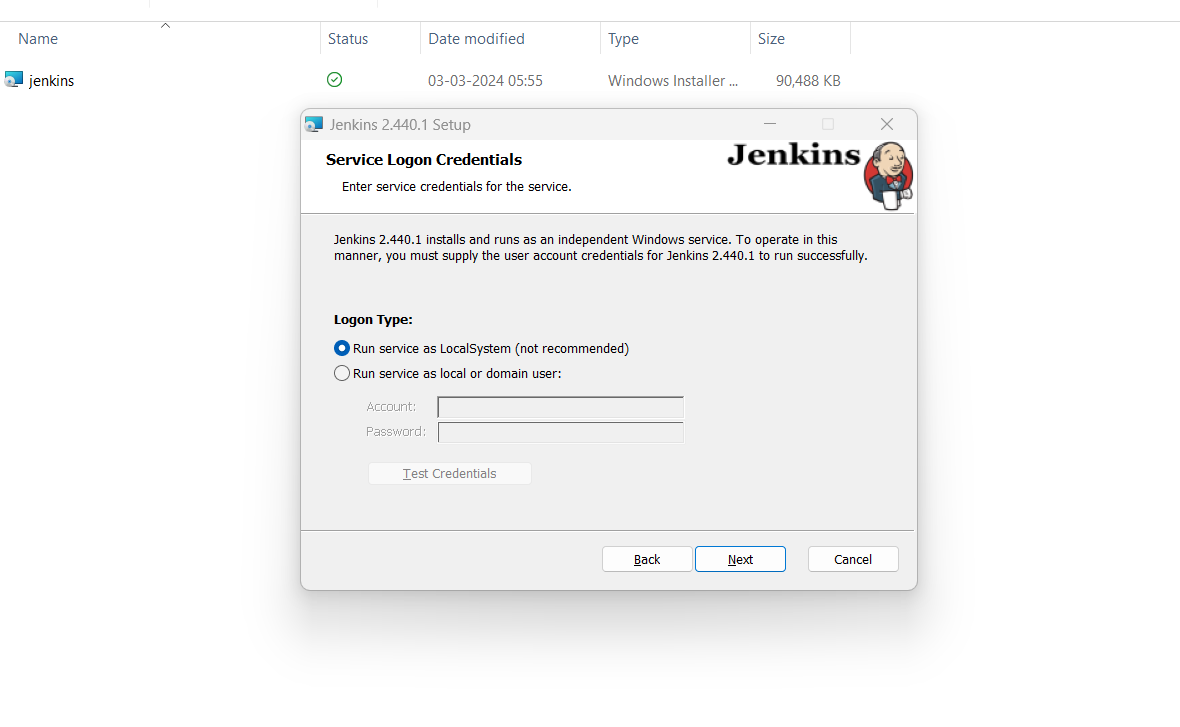 Name Status Date modified Type Size
jenkins 03-03-2024 05:55 Windows Installer ... 90,488 KB
Jenkins 2.440.1 Setup
Jenkins
Service Logon Credentials
Enter service credentials for the service.
Jenkins 2.440.1 installs and runs as an independent Windows service. To operate in this
manner, you must supply the user account credentials for Jenkins 2.440.1 to run successfully.
Logon Type:
Run service as LocalSystem (not recommended)
Run service as local or domain user:
Account:
Password:
Test Credentials
Back Next Cancel